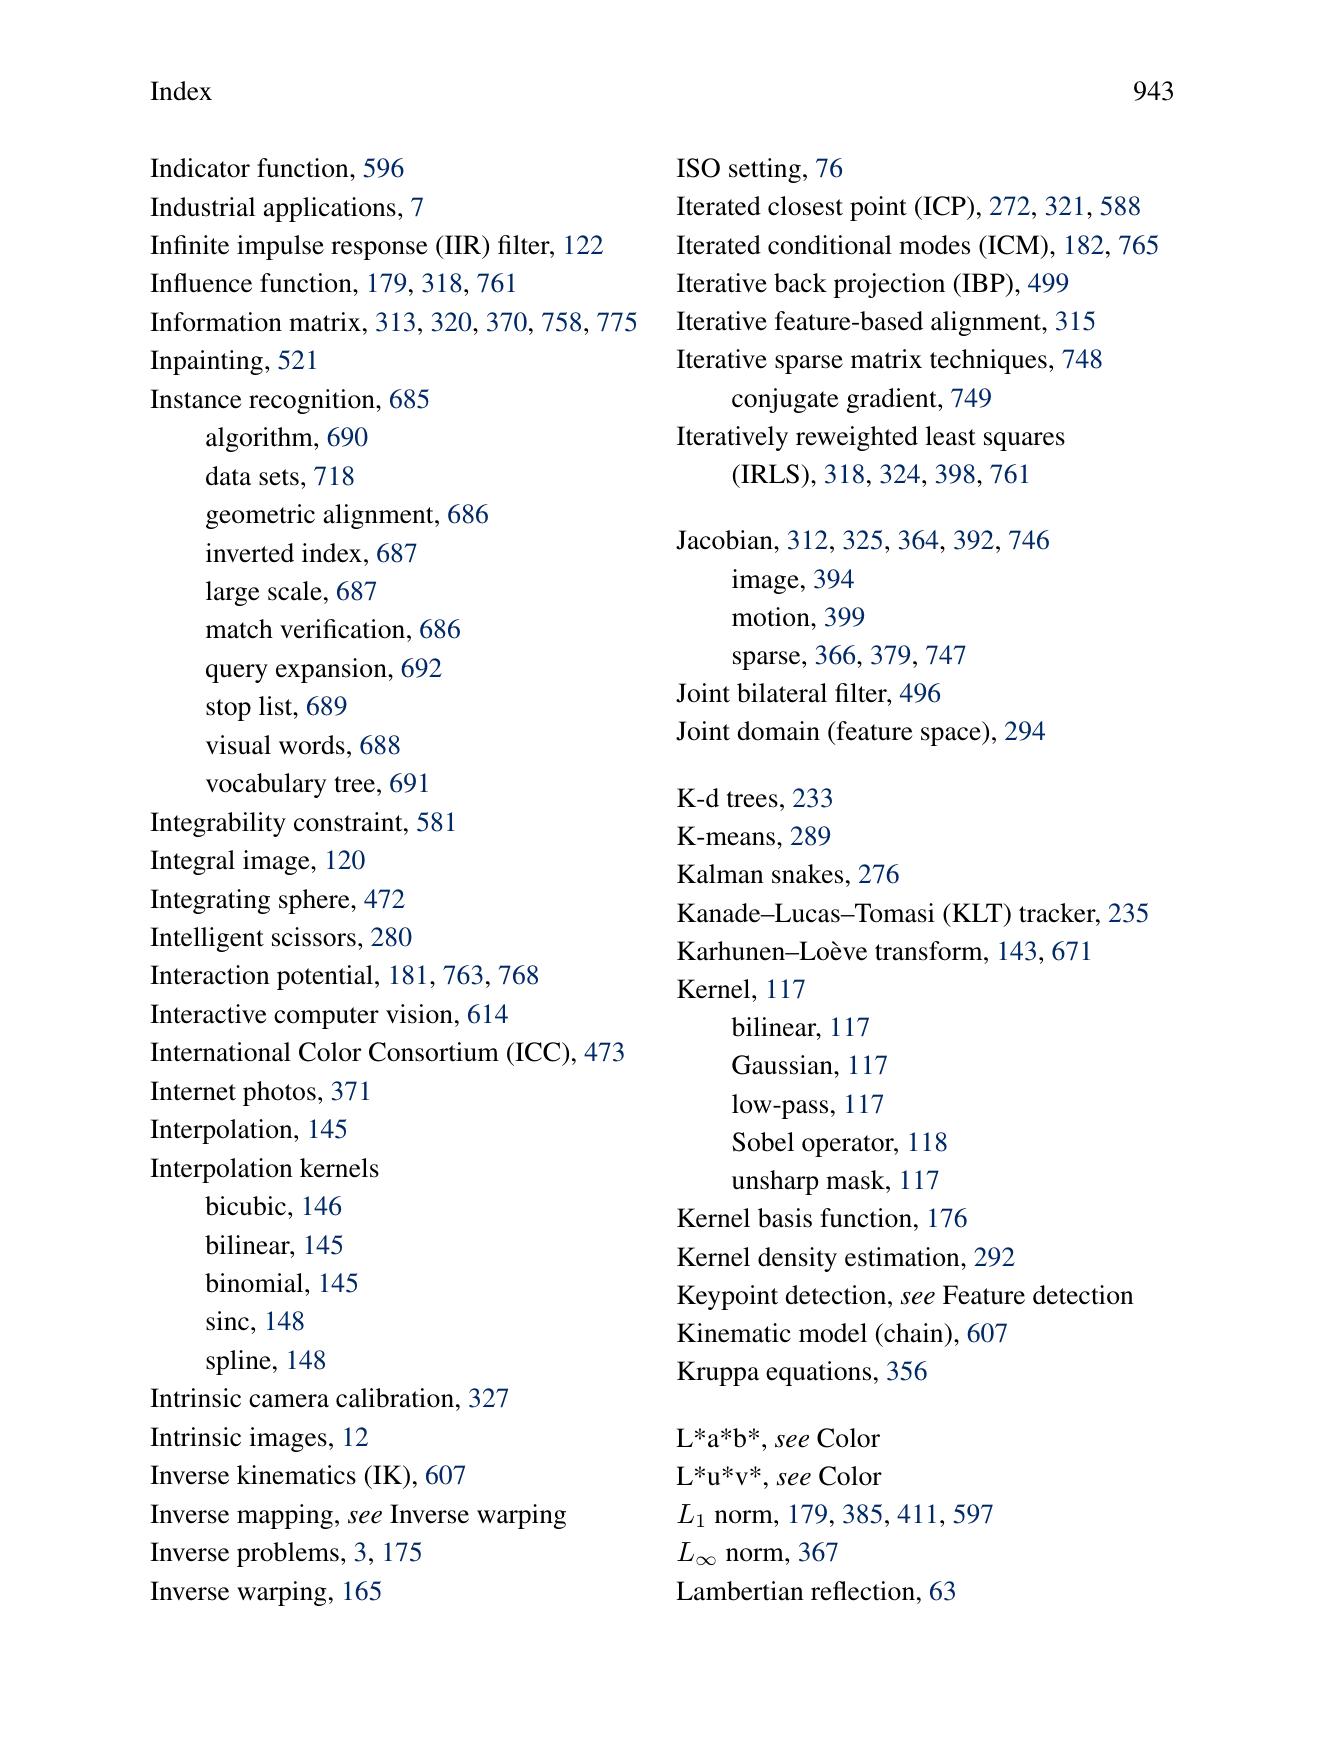 Index 943
Indicator function, 596
Industrial applications, 7
Infinite impulse response (IIR) filter, 122
Influence function, 179, 318, 761
Information matrix, 313, 320, 370, 758, 775
Inpainting, 521
Instance recognition, 685
algorithm, 690
data sets, 718
geometric alignment, 686
inverted index, 687
large scale, 687
match verification, 686
query expansion, 692
stop list, 689
visual words, 688
vocabulary tree, 691
Integrability constraint, 581
Integral image, 120
Integrating sphere, 472
Intelligent scissors, 280
Interaction potential, 181, 763, 768
Interactive computer vision, 614
International Color Consortium (ICC), 473
Internet photos, 371
Interpolation, 145
Interpolation kernels
bicubic, 146
bilinear, 145
binomial, 145
sinc, 148
spline, 148
Intrinsic camera calibration, 327
Intrinsic images, 12
Inverse kinematics (IK), 607
Inverse mapping, see Inverse warping
Inverse problems, 3, 175
Inverse warping, 165
ISO setting, 76
Iterated closest point (ICP), 272, 321, 588
Iterated conditional modes (ICM), 182, 765
Iterative back projection (IBP), 499
Iterative feature-based alignment, 315
Iterative sparse matrix techniques, 748
conjugate gradient, 749
Iteratively reweighted least squares
(IRLS), 318, 324, 398, 761
Jacobian, 312, 325, 364, 392, 746
image, 394
motion, 399
sparse, 366, 379, 747
Joint bilateral filter, 496
Joint domain (feature space), 294
K-d trees, 233
K-means, 289
Kalman snakes, 276
Kanade–Lucas–Tomasi (KLT) tracker, 235
Karhunen–Loève transform, 143, 671
Kernel, 117
bilinear, 117
Gaussian, 117
low-pass, 117
Sobel operator, 118
unsharp mask, 117
Kernel basis function, 176
Kernel density estimation, 292
Keypoint detection, see Feature detection
Kinematic model (chain), 607
Kruppa equations, 356
L*a*b*, see Color
L*u*v*, see Color
L₁ norm, 179, 385, 411, 597
L∞ norm, 367
Lambertian reflection, 63